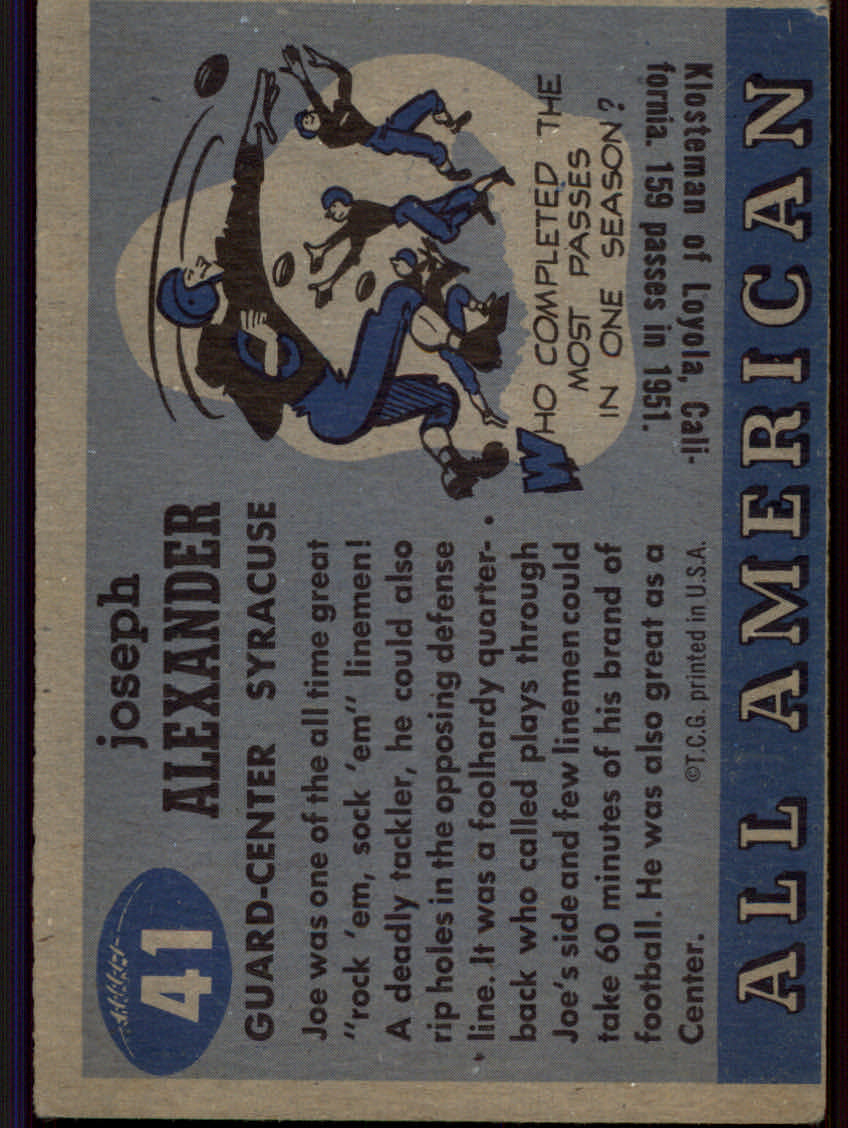 41
joseph
ALEXANDER
GUARD-CENTER SYRACUSE
Joe was one of the all time great
"rock 'em, sock 'em" linemen!
A deadly tackler, he could also
rip holes in the opposing defense
line. It was a foolhardy quarter-
back who called plays through
Joe's side and few linemen could
take 60 minutes of his brand of
football. He was also great as a
Center.
©T.C.G. printed in U.S.A.
WHO COMPLETED THE
MOST PASSES
IN ONE SEASON?
Klosteman of Loyola, Cali-
fornia. 159 passes in 1951.
ALL AMERICAN